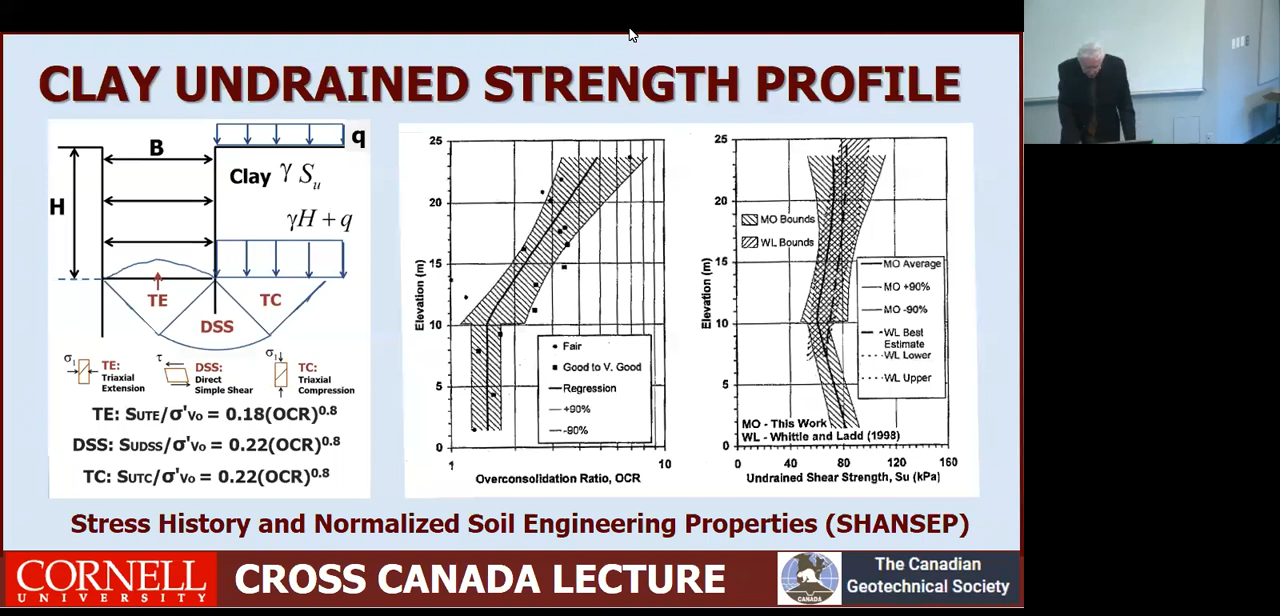 CLAY UNDRAINED STRENGTH PROFILE
B
q
Clay γ Su
H
γH + q
TE
TC
DSS
σ1
TE:
Triaxial
Extension
τ
DSS:
Direct
Simple Shear
σ1
TC:
Triaxial
Compression
TE: SUTE/σ'VO = 0.18(OCR)0.8
DSS: SUDSS/σ'VO = 0.22(OCR)0.8
TC: SUTC/σ'VO = 0.22(OCR)0.8
25
20
15
10
5
0
Elevation (m)
Fair
Good to V. Good
Regression
+90%
-90%
1
10
Overconsolidation Ratio, OCR
25
20
15
10
5
0
Elevation (m)
MO Bounds
WL Bounds
MO Average
MO +90%
MO -90%
WL Best
Estimate
WL Lower
WL Upper
MO - This Work
WL - Whittle and Ladd (1998)
0
40
80
120
160
Undrained Shear Strength, Su (kPa)
Stress History and Normalized Soil Engineering Properties (SHANSEP)
CORNELL
UNIVERSITY
CROSS CANADA LECTURE
CANADA
The Canadian
Geotechnical Society